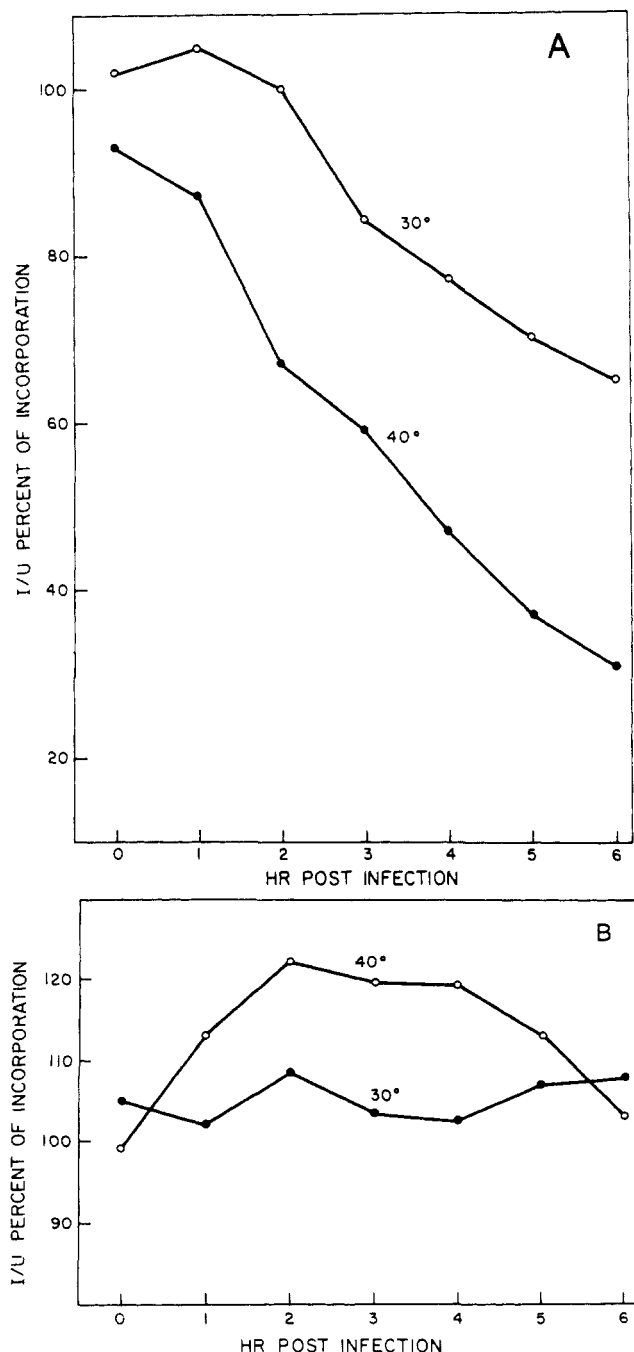 A
I/U PERCENT OF INCORPORATION
100
80
60
40
20
30°
40°
0 1 2 3 4 5 6
HR POST INFECTION
B
I/U PERCENT OF INCORPORATION
120
110
100
90
40°
30°
0 1 2 3 4 5 6
HR POST INFECTION